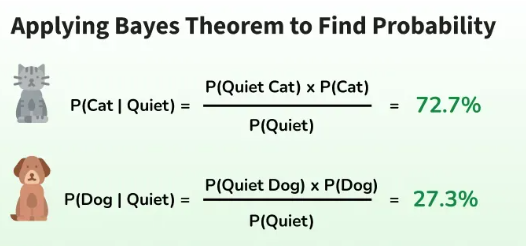 Applying Bayes Theorem to Find Probability
P(Quiet Cat) x P(Cat)
P(Cat | Quiet) = = 72.7%
P(Quiet)
P(Quiet Dog) x P(Dog)
P(Dog | Quiet) = = 27.3%
P(Quiet)